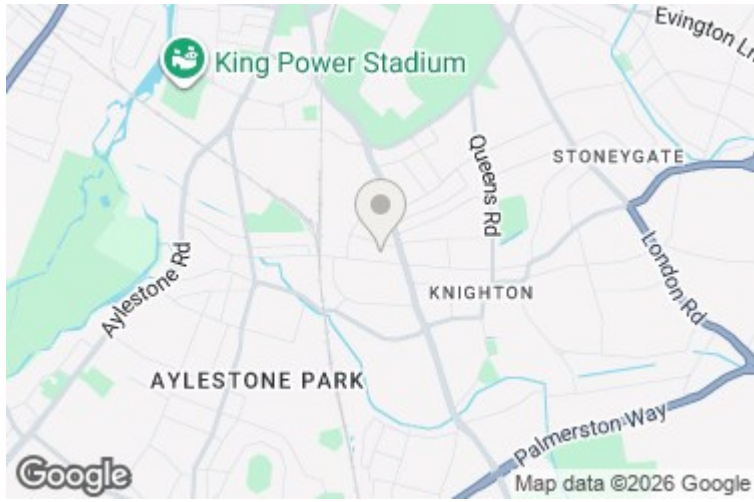 Evington Ln
King Power Stadium
Queens Rd
STONEYGATE
Aylestone Rd
London Rd
KNIGHTON
AYLESTONE PARK
Palmerston Way
Google
Map data ©2026 Google